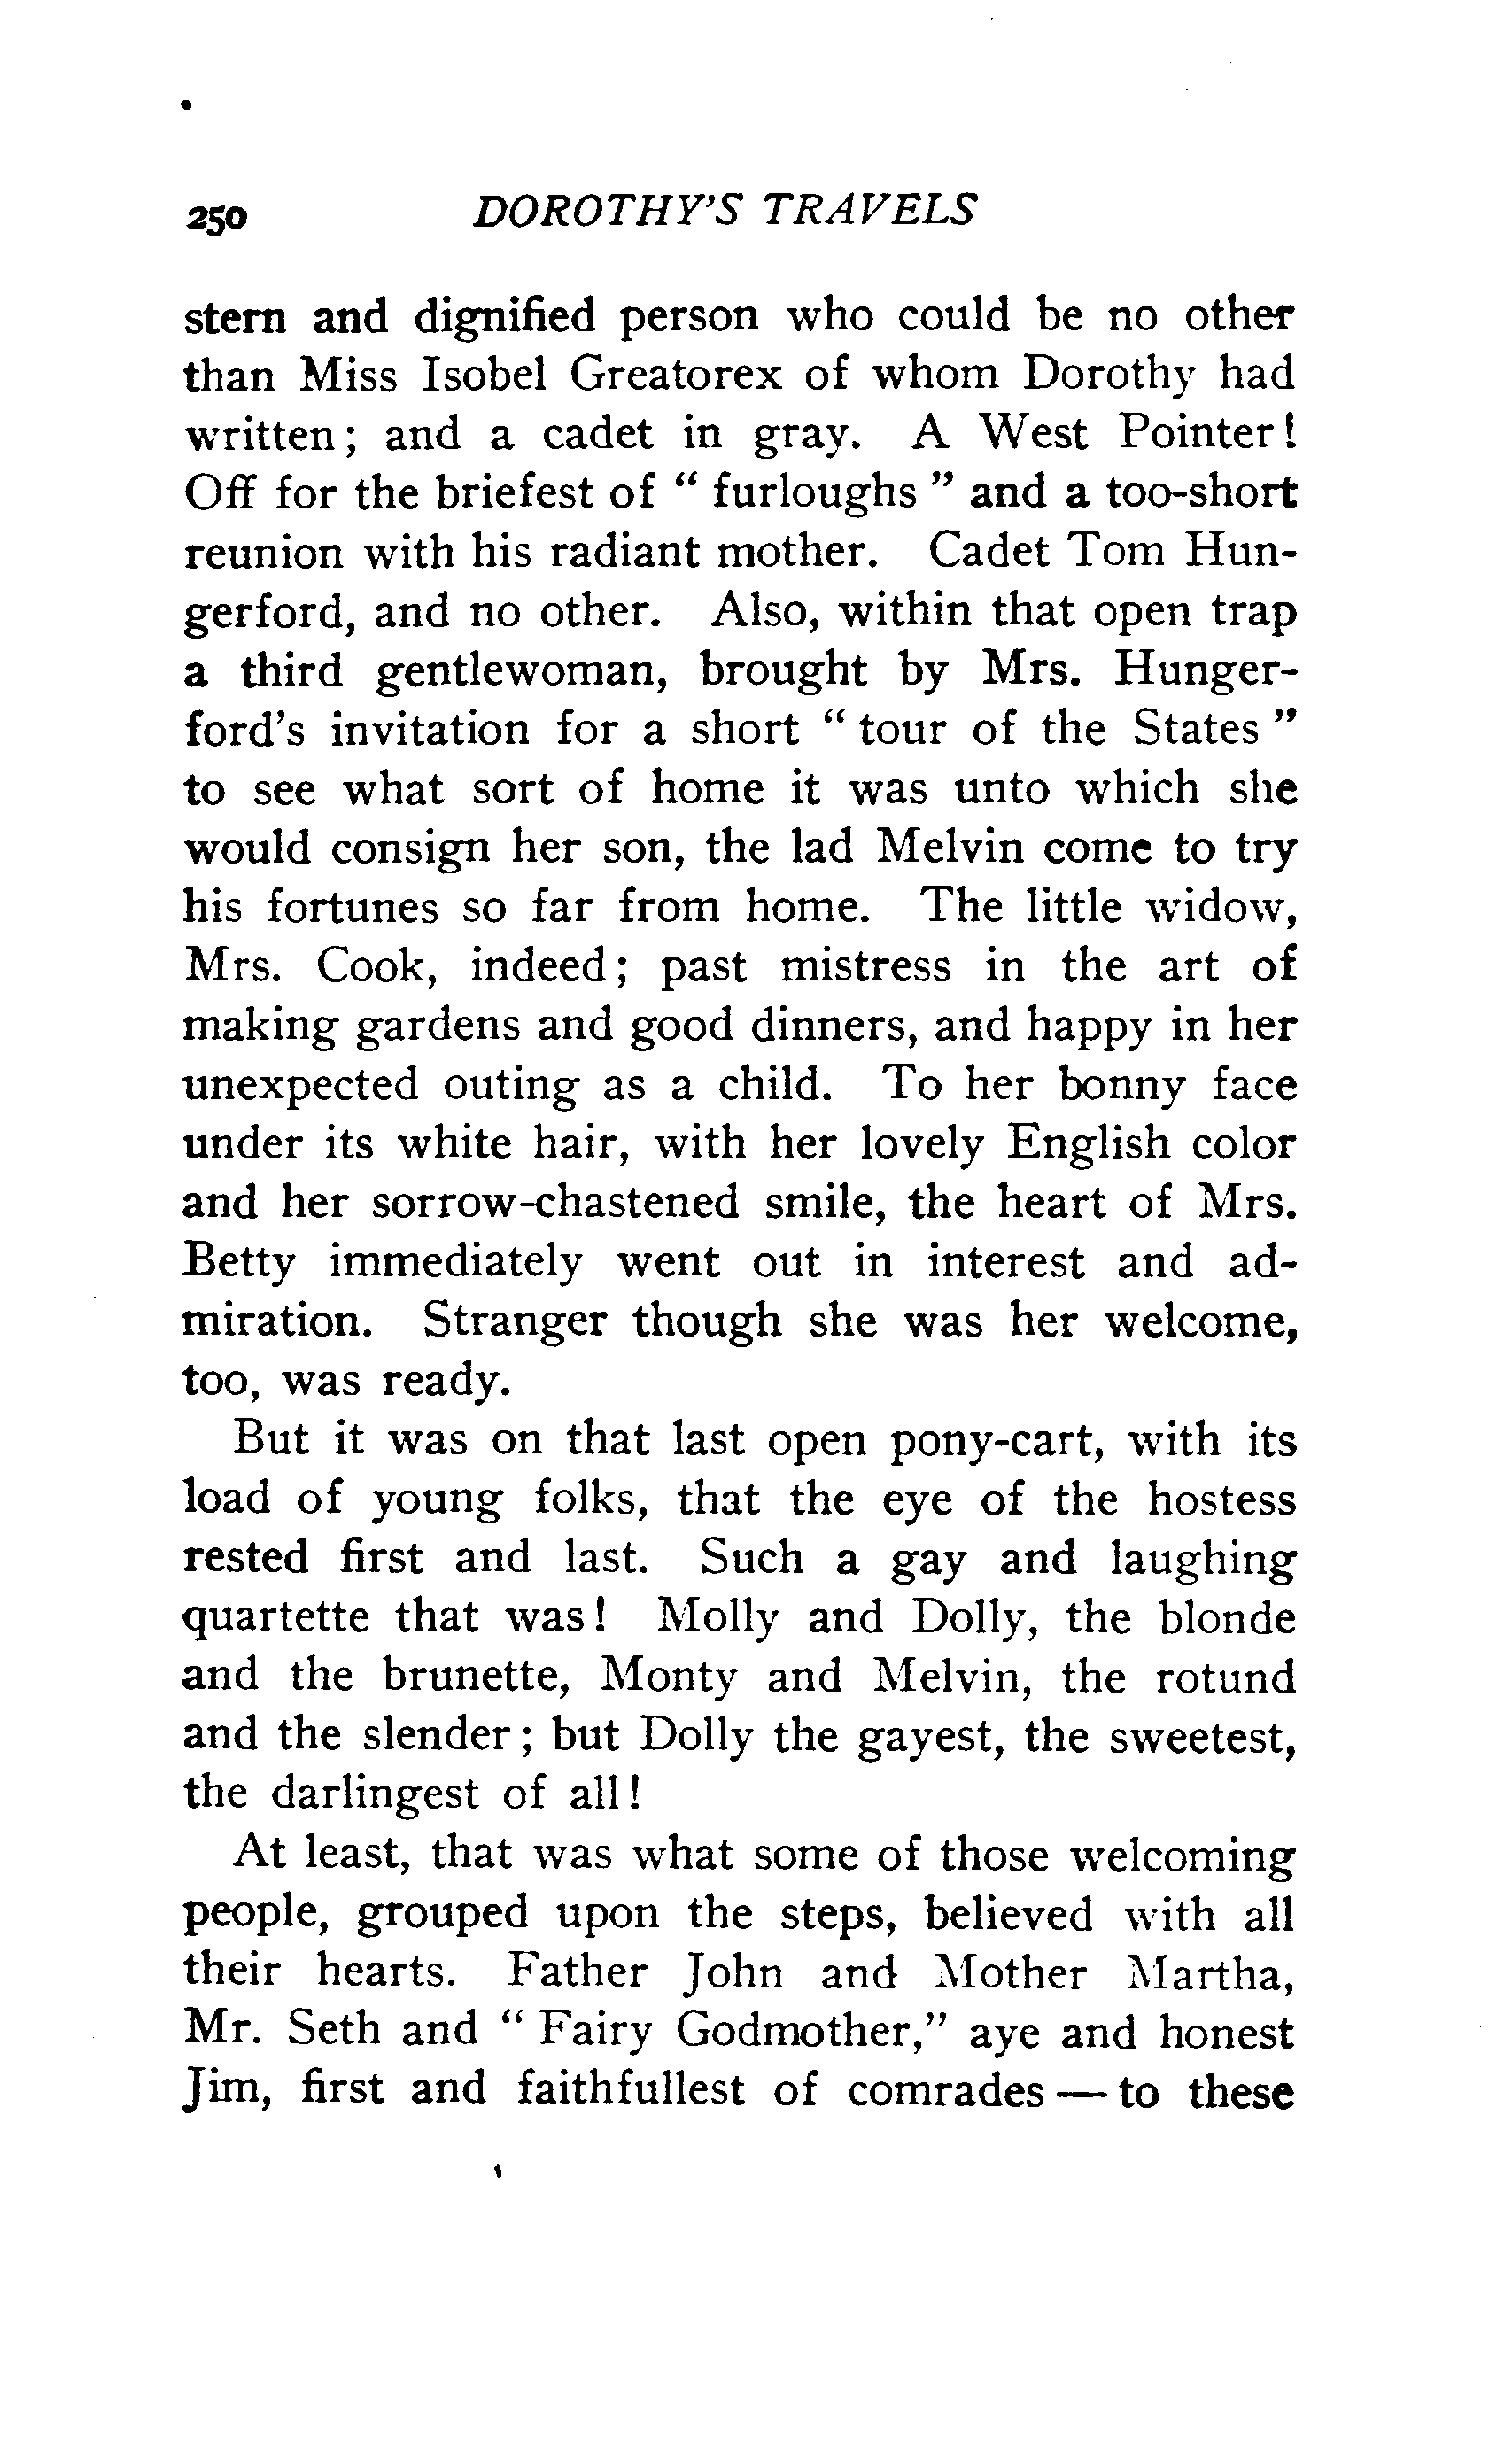 250 DOROTHY'S TRAVELS
stern and dignified person who could be no other
than Miss Isobel Greatorex of whom Dorothy had
written; and a cadet in gray. A West Pointer!
Off for the briefest of " furloughs " and a too-short
reunion with his radiant mother. Cadet Tom Hun-
gerford, and no other. Also, within that open trap
a third gentlewoman, brought by Mrs. Hunger-
ford's invitation for a short " tour of the States "
to see what sort of home it was unto which she
would consign her son, the lad Melvin come to try
his fortunes so far from home. The little widow,
Mrs. Cook, indeed; past mistress in the art of
making gardens and good dinners, and happy in her
unexpected outing as a child. To her bonny face
under its white hair, with her lovely English color
and her sorrow-chastened smile, the heart of Mrs.
Betty immediately went out in interest and ad-
miration. Stranger though she was her welcome,
too, was ready.
But it was on that last open pony-cart, with its
load of young folks, that the eye of the hostess
rested first and last. Such a gay and laughing
quartette that was! Molly and Dolly, the blonde
and the brunette, Monty and Melvin, the rotund
and the slender; but Dolly the gayest, the sweetest,
the darlingest of all!
At least, that was what some of those welcoming
people, grouped upon the steps, believed with all
their hearts. Father John and Mother Martha,
Mr. Seth and " Fairy Godmother," aye and honest
Jim, first and faithfullest of comrades — to these